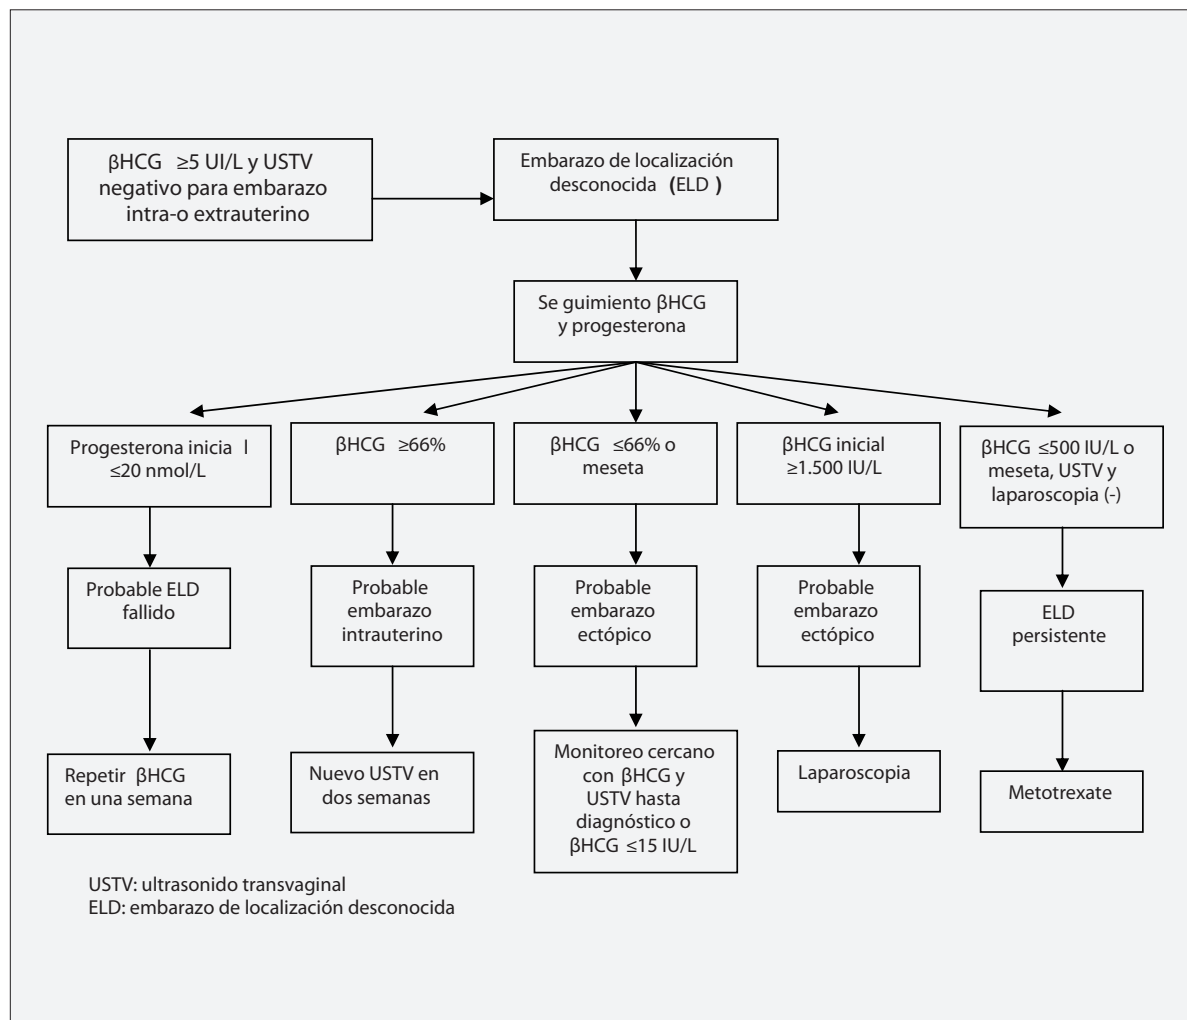 βHCG ≥5 UI/L y USTV
negativo para embarazo
intra-o extrauterino
Embarazo de localización
desconocida (ELD )
Se guimiento βHCG
y progesterona
Progesterona inicia l
≤20 nmol/L
βHCG ≥66%
βHCG ≤66% o
meseta
βHCG inicial
≥1.500 IU/L
βHCG ≤500 IU/L o
meseta, USTV y
laparoscopia (-)
Probable ELD
fallido
Probable
embarazo
intrauterino
Probable
embarazo
ectópico
Probable
embarazo
ectópico
ELD
persistente
Repetir βHCG
en una semana
Nuevo USTV en
dos semanas
Monitoreo cercano
con βHCG y
USTV hasta
diagnóstico o
βHCG ≤15 IU/L
Laparoscopia
Metotrexate
USTV: ultrasonido transvaginal
ELD: embarazo de localización desconocida